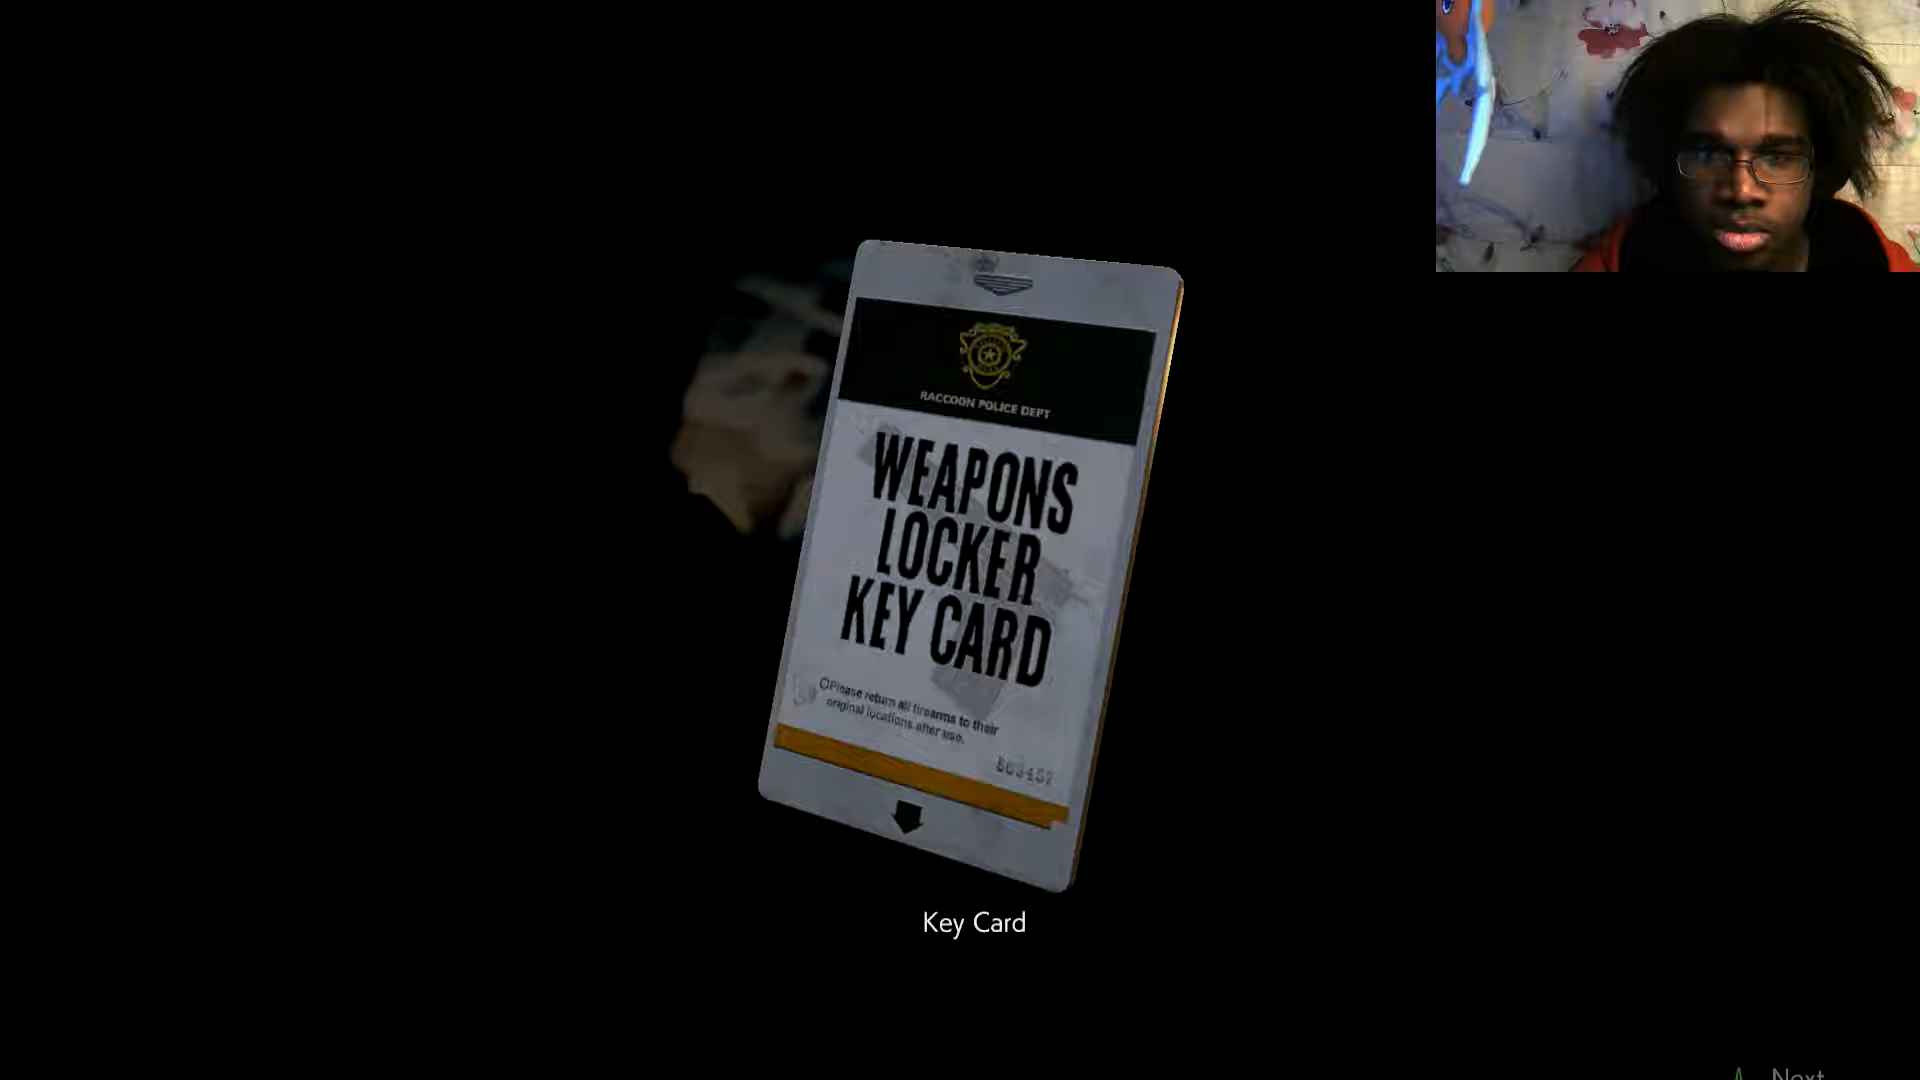 RACCOON POLICE DEPT
WEAPONS
LOCKER
KEY CARD
Please return all firearms to their
original locations after use.
Key Card
Next